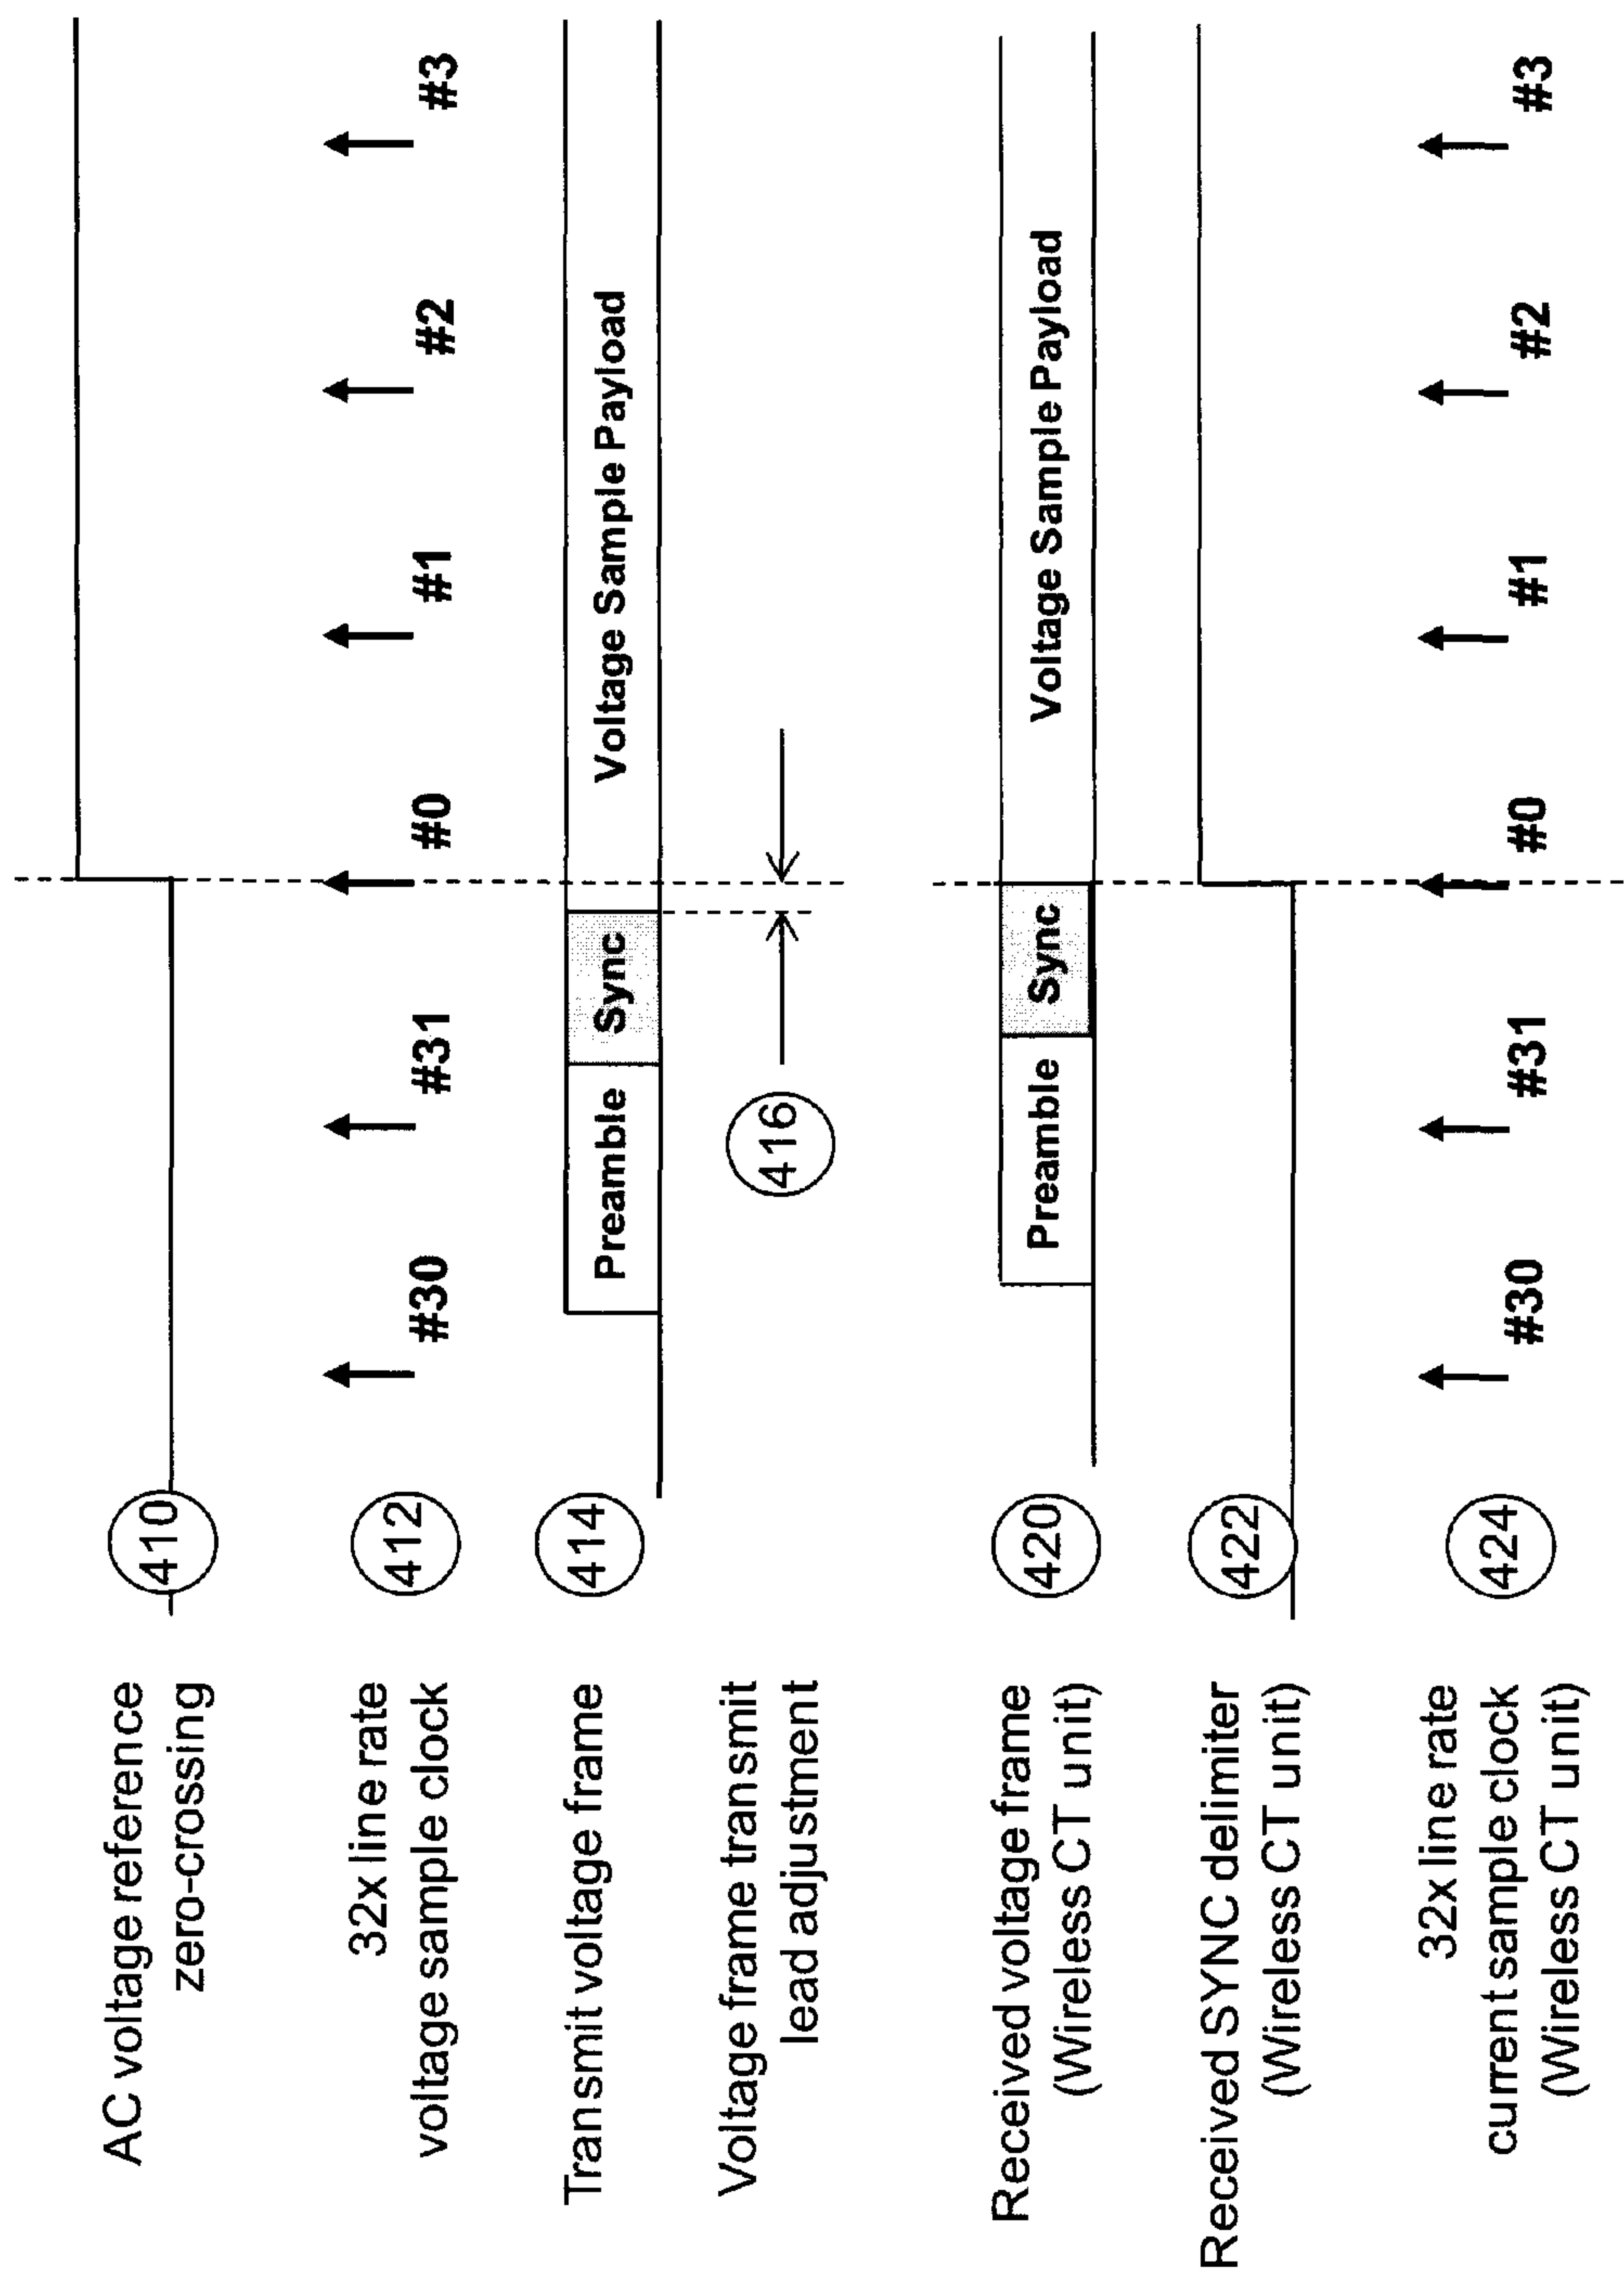 AC voltage reference
zero-crossing
410
32x line rate
voltage sample clock
412
#30
#31
#0
#1
#2
#3
Transmit voltage frame
414
Preamble
Sync
Voltage Sample Payload
Voltage frame transmit
lead adjustment
416
Received voltage frame
(Wireless CT unit)
420
Preamble
Sync
Voltage Sample Payload
Received SYNC delimiter
(Wireless CT unit)
422
32x line rate
current sample clock
(Wireless CT unit)
424
#30
#31
#0
#1
#2
#3